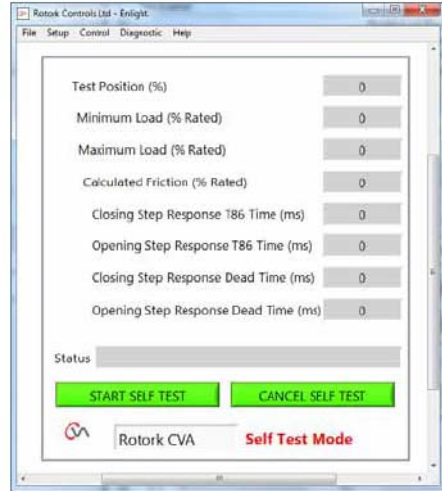 Rotork Controls Ltd - Enlight
File Setup Control Diagnostic Help
Test Position (%) 0
Minimum Load (% Rated) 0
Maximum Load (% Rated) 0
Calculated Friction (% Rated) 0
Closing Step Response T86 Time (ms) 0
Opening Step Response T86 Time (ms) 0
Closing Step Response Dead Time (ms) 0
Opening Step Response Dead Time (ms) 0
Status
START SELF TEST CANCEL SELF TEST
Rotork CVA Self Test Mode